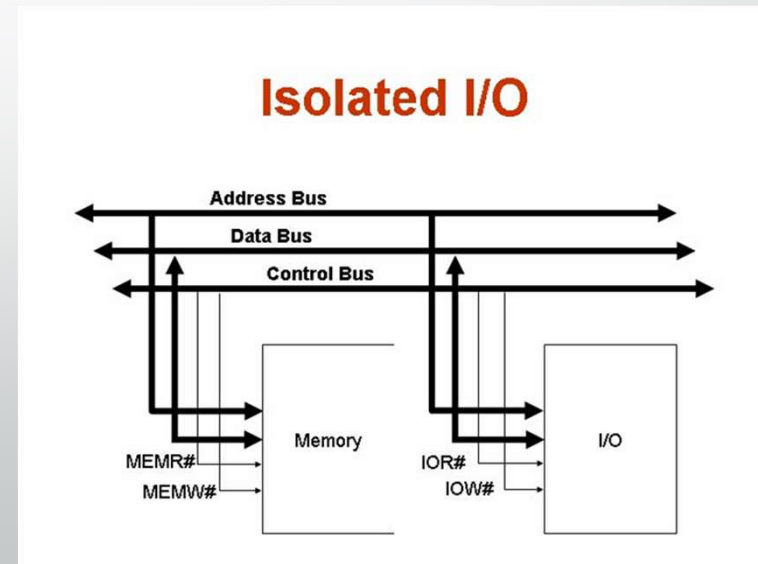 Isolated I/O
Address Bus
Data Bus
Control Bus
Memory
I/O
MEMR#
IOR#
MEMW#
IOW#